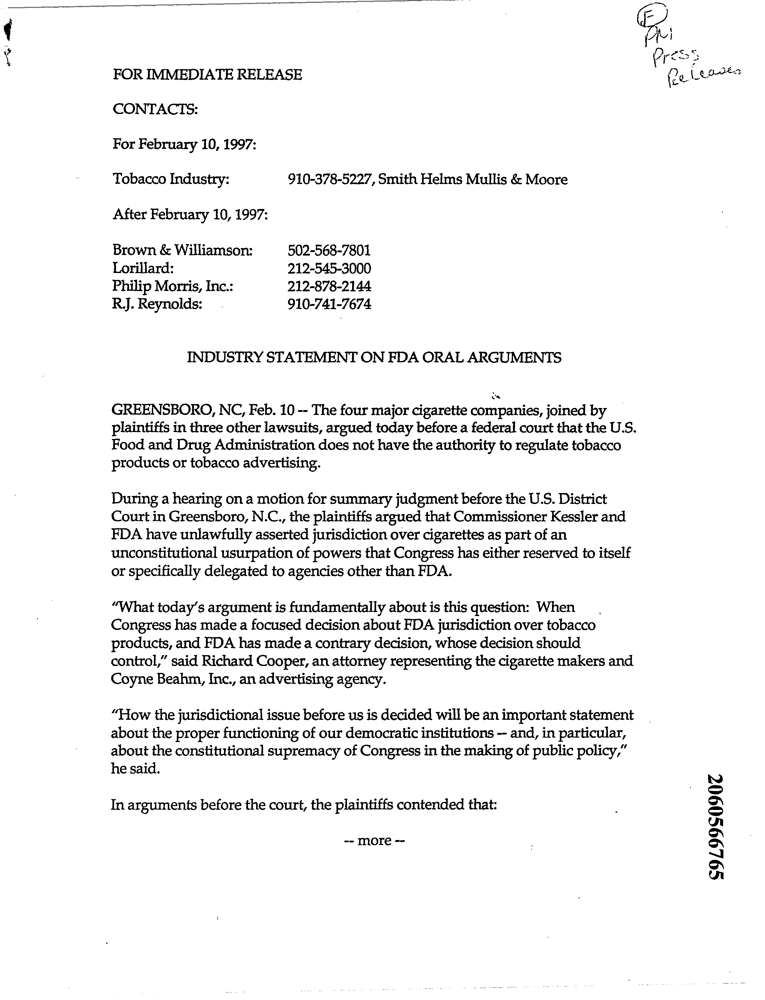 F
PM
Press
Releases
FOR IMMEDIATE RELEASE
CONTACTS:
For February 10, 1997:
Tobacco Industry: 910-378-5227, Smith Helms Mullis & Moore
After February 10, 1997:
Brown & Williamson: 502-568-7801
Lorillard: 212-545-3000
Philip Morris, Inc.: 212-878-2144
R.J. Reynolds: 910-741-7674
INDUSTRY STATEMENT ON FDA ORAL ARGUMENTS
GREENSBORO, NC, Feb. 10 -- The four major cigarette companies, joined by
plaintiffs in three other lawsuits, argued today before a federal court that the U.S.
Food and Drug Administration does not have the authority to regulate tobacco
products or tobacco advertising.
During a hearing on a motion for summary judgment before the U.S. District
Court in Greensboro, N.C., the plaintiffs argued that Commissioner Kessler and
FDA have unlawfully asserted jurisdiction over cigarettes as part of an
unconstitutional usurpation of powers that Congress has either reserved to itself
or specifically delegated to agencies other than FDA.
"What today's argument is fundamentally about is this question: When
Congress has made a focused decision about FDA jurisdiction over tobacco
products, and FDA has made a contrary decision, whose decision should
control," said Richard Cooper, an attorney representing the cigarette makers and
Coyne Beahm, Inc., an advertising agency.
"How the jurisdictional issue before us is decided will be an important statement
about the proper functioning of our democratic institutions -- and, in particular,
about the constitutional supremacy of Congress in the making of public policy,"
he said.
In arguments before the court, the plaintiffs contended that:
-- more --
2060566765